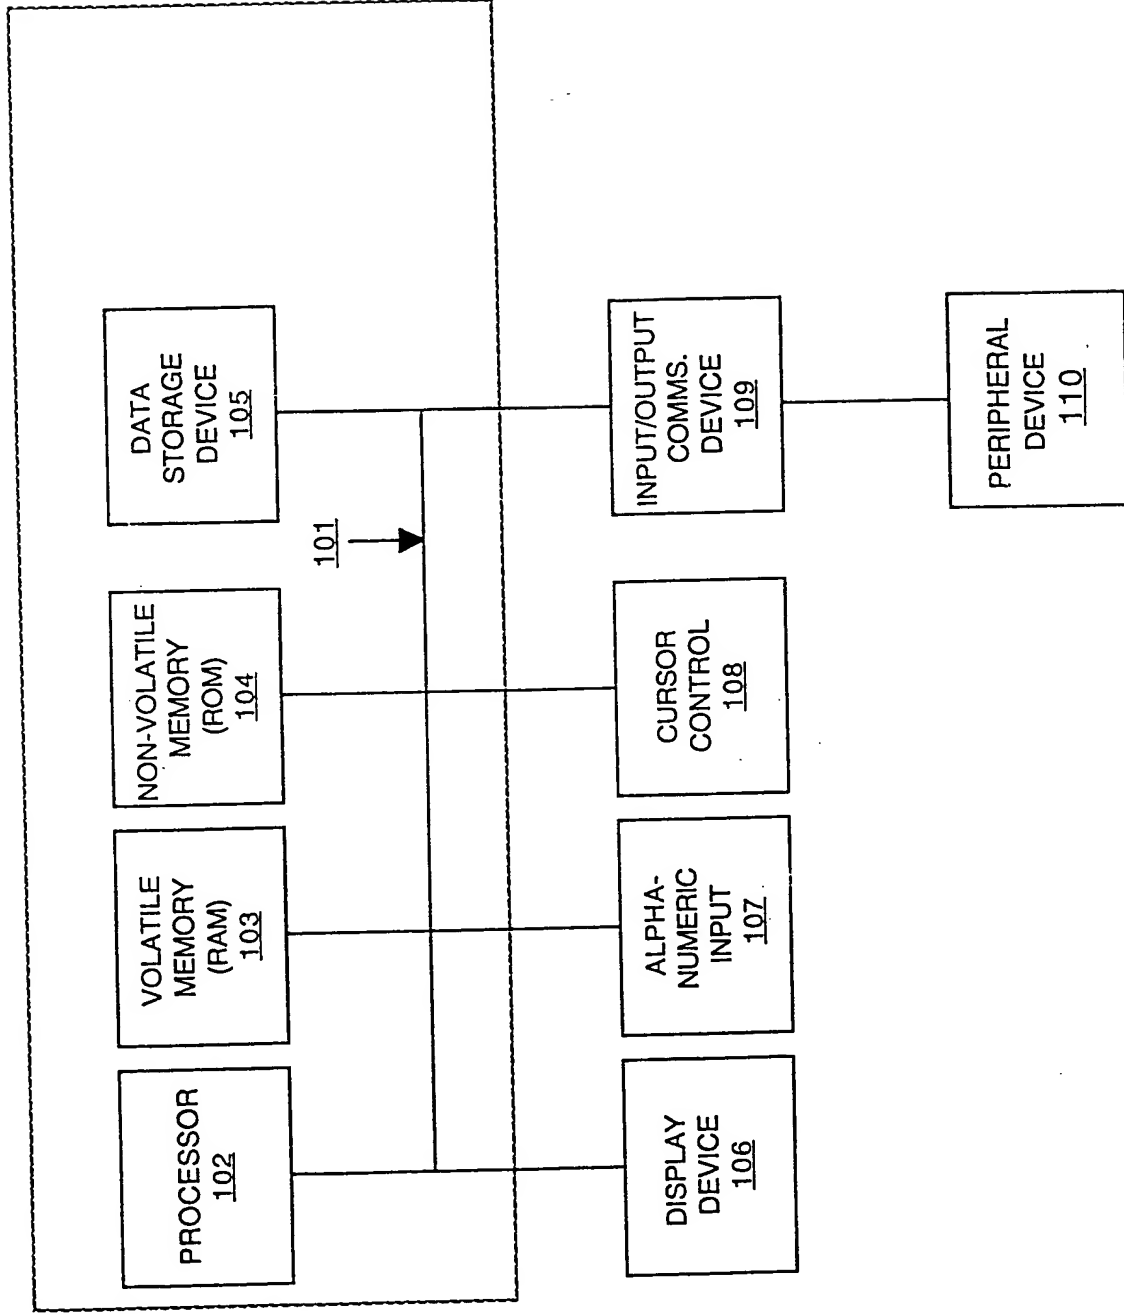 PROCESSOR
102
VOLATILE
MEMORY
(RAM)
103
NON-VOLATILE
MEMORY
(ROM)
104
DATA
STORAGE
DEVICE
105
101
DISPLAY
DEVICE
106
ALPHA-
NUMERIC
INPUT
107
CURSOR
CONTROL
108
INPUT/OUTPUT
COMMS.
DEVICE
109
PERIPHERAL
DEVICE
110